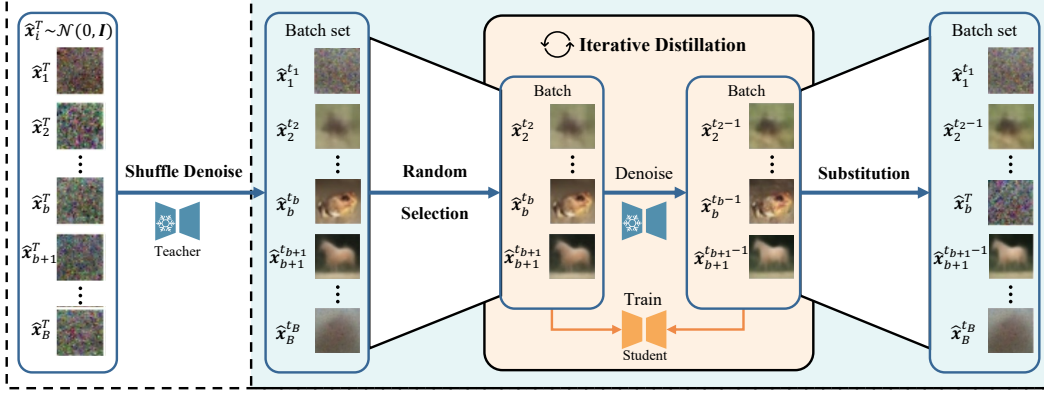 x̂_i^T ~ 𝒩(0, I)
x̂_1^T
x̂_2^T
⋮
x̂_b^T
x̂_{b+1}^T
⋮
x̂_B^T
Shuffle Denoise
Teacher
Batch set
x̂_1^{t_1}
x̂_2^{t_2}
⋮
x̂_b^{t_b}
x̂_{b+1}^{t_{b+1}}
⋮
x̂_B^{t_B}
Random
Selection
Iterative Distillation
Batch
x̂_2^{t_2}
⋮
x̂_b^{t_b}
x̂_{b+1}^{t_{b+1}}
Denoise
Train
Student
Batch
x̂_2^{t_2-1}
⋮
x̂_b^{t_b-1}
x̂_{b+1}^{t_{b+1}-1}
Substitution
Batch set
x̂_1^{t_1}
x̂_2^{t_2-1}
⋮
x̂_b^T
x̂_{b+1}^{t_{b+1}-1}
⋮
x̂_B^{t_B}